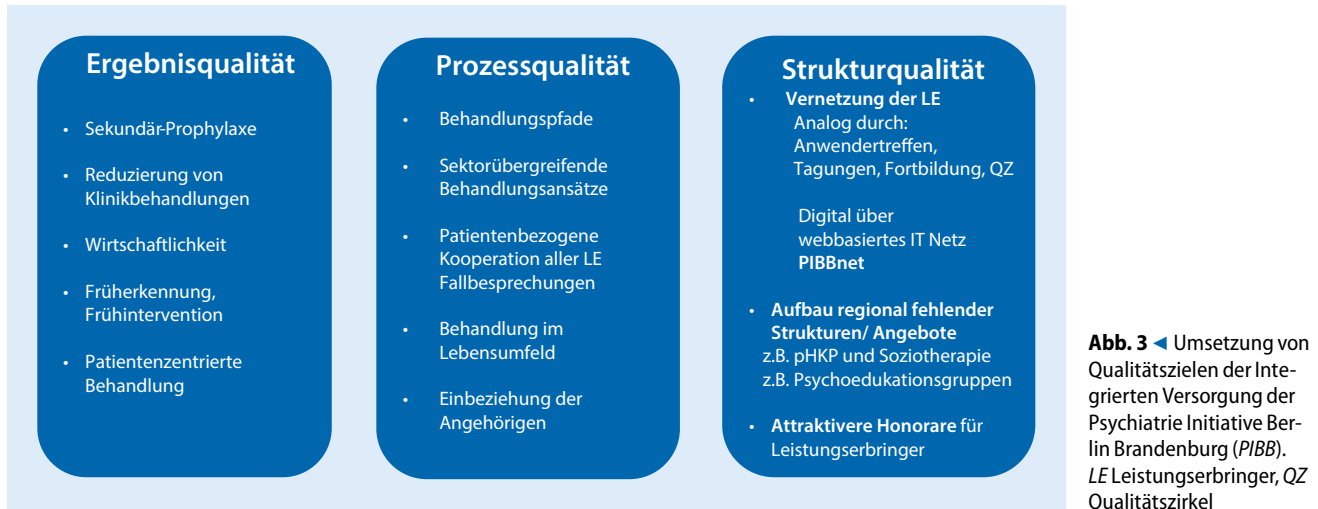 Ergebnisqualität
• Sekundär-Prophylaxe
• Reduzierung von
Klinikbehandlungen
• Wirtschaftlichkeit
• Früherkennung,
Frühintervention
• Patientenzentrierte
Behandlung
Prozessqualität
• Behandlungspfade
• Sektorübergreifende
Behandlungsansätze
• Patientenbezogene
Kooperation aller LE
Fallbesprechungen
• Behandlung im
Lebensumfeld
• Einbeziehung der
Angehörigen
Strukturqualität
• Vernetzung der LE
Analog durch:
Anwendertreffen,
Tagungen, Fortbildung, QZ
Digital über
webbasiertes IT Netz
PIBBnet
• Aufbau regional fehlender
Strukturen/ Angebote
z.B. pHKP und Soziotherapie
z.B. Psychoedukationsgruppen
• Attraktivere Honorare für
Leistungserbringer
Abb. 3 ◄ Umsetzung von
Qualitätszielen der Inte-
grierten Versorgung der
Psychiatrie Initiative Ber-
lin Brandenburg (PIBB).
LE Leistungserbringer, QZ
Qualitätszirkel